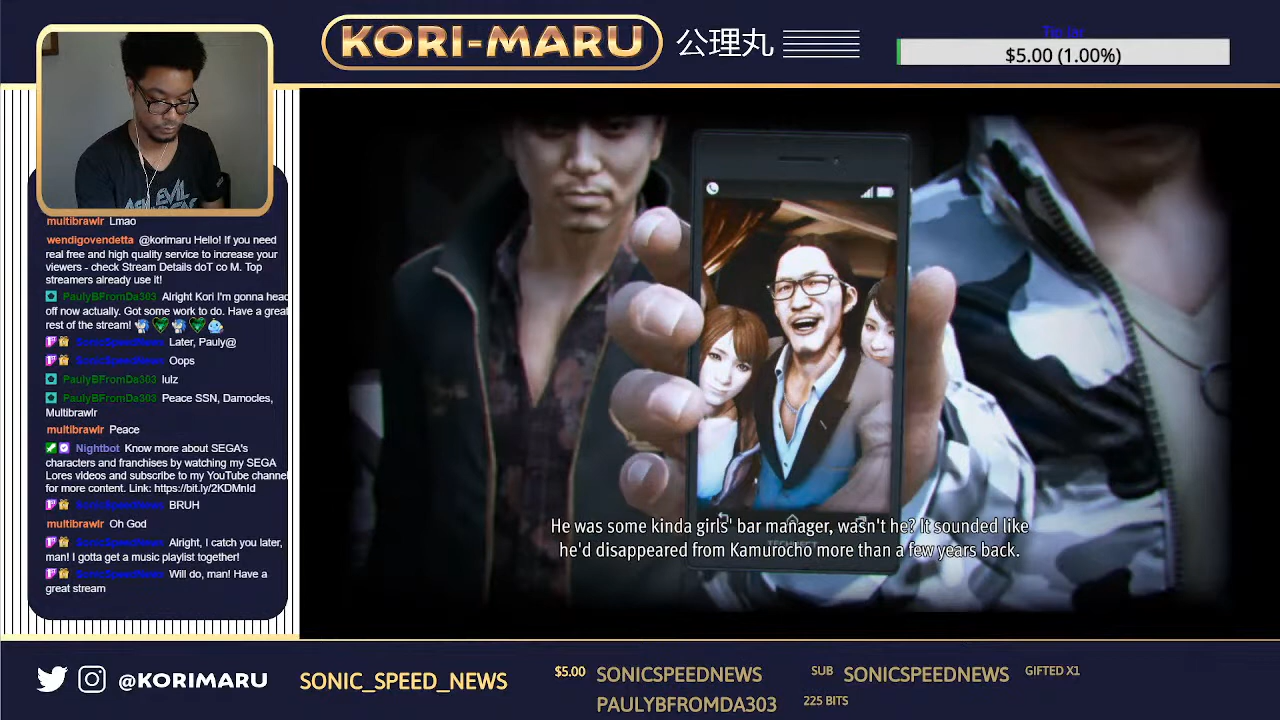 KORI-MARU 公理丸
Tip Jar
$5.00 (1.00%)
multibrawlr Lmao
wendigovendetta @korimaru Hello! If you need
real free and high quality service to increase your
viewers - check Stream Details doT co M. Top
streamers already use it!
PaulyBFromDa303 Alright Kori I'm gonna head
off now actually. Got some work to do. Have a great
rest of the stream!
SonicSpeedNews Later, Pauly@
SonicSpeedNews Oops
PaulyBFromDa303 lulz
PaulyBFromDa303 Peace SSN, Damocles,
Multibrawlr
multibrawlr Peace
Nightbot Know more about SEGA's
characters and franchises by watching my SEGA
Lores videos and subscribe to my YouTube channel
for more content. Link: https://bit.ly/2KDMnId
SonicSpeedNews BRUH
multibrawlr Oh God
SonicSpeedNews Alright, I catch you later,
man! I gotta get a music playlist together!
SonicSpeedNews Will do, man! Have a
great stream
He was some kinda girls' bar manager, wasn't he? It sounded like
he'd disappeared from Kamurocho more than a few years back.
@KORIMARU
SONIC_SPEED_NEWS
$5.00 SONICSPEEDNEWS
PAULYBFROMDA303
SUB SONICSPEEDNEWS GIFTED X1
225 BITS